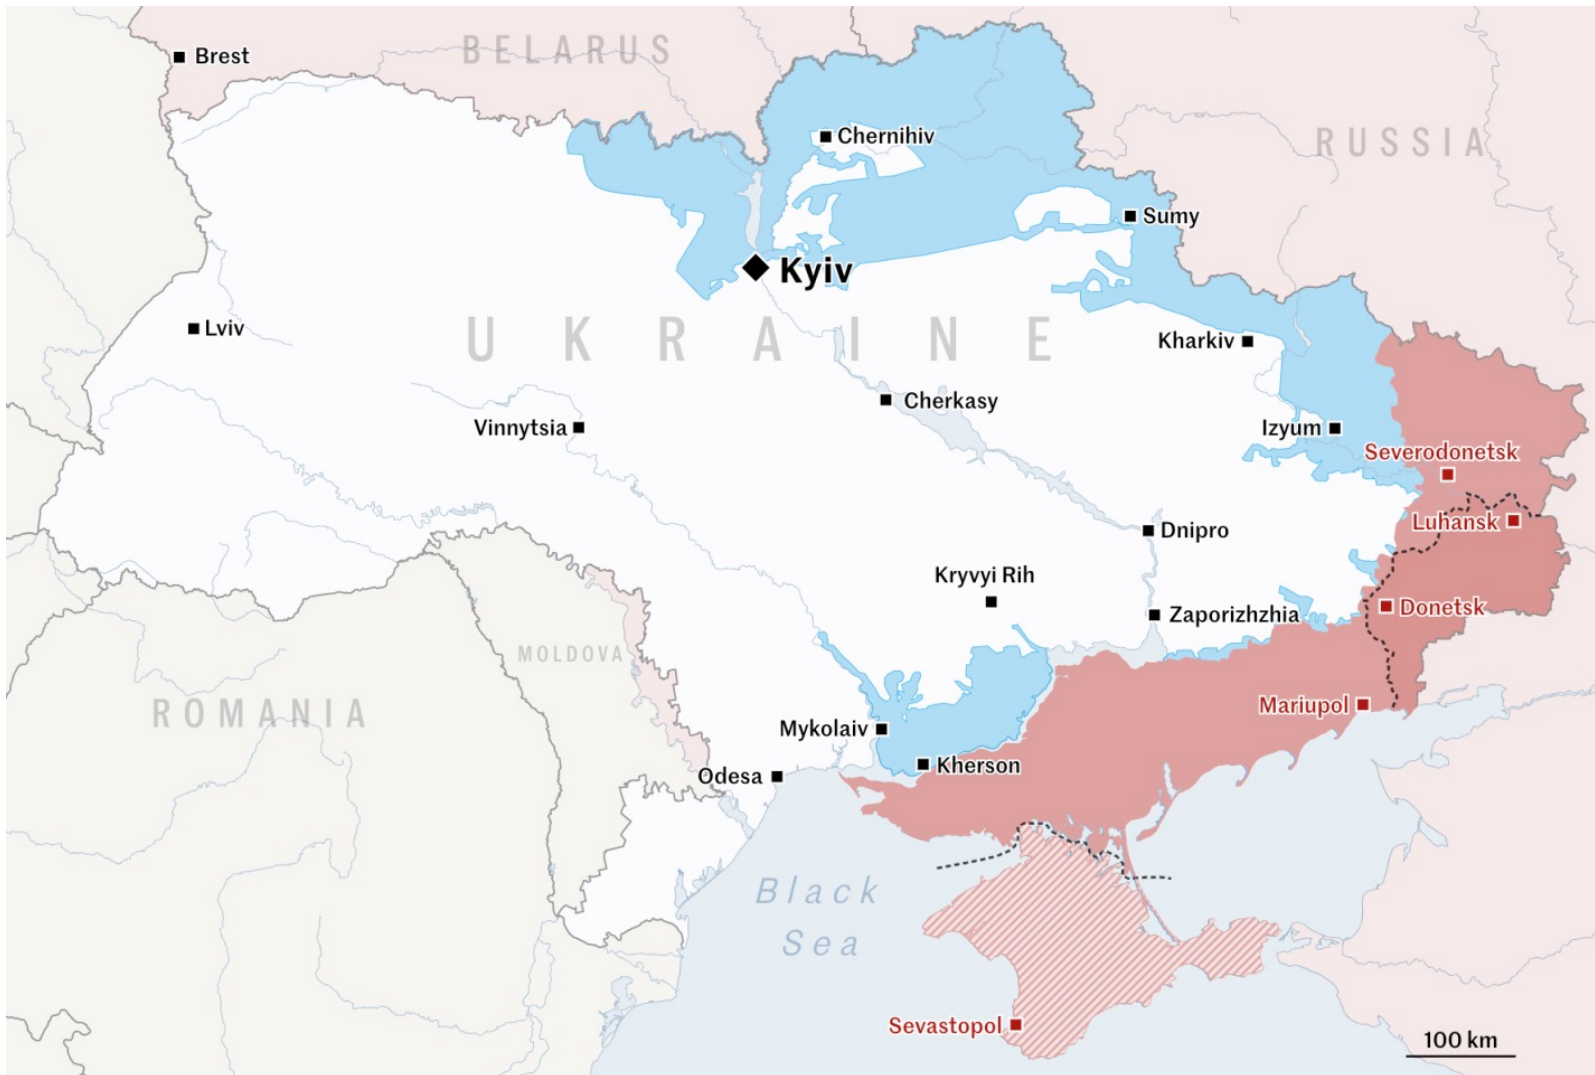 Brest
BELARUS
Chernihiv
RUSSIA
Sumy
Kyiv
Lviv
UKRAINE
Kharkiv
Cherkasy
Vinnytsia
Izyum
Severodonetsk
Luhansk
Dnipro
Kryvyi Rih
Donetsk
Zaporizhzhia
MOLDOVA
ROMANIA
Mariupol
Mykolaiv
Kherson
Odesa
Black
Sea
Sevastopol
100 km